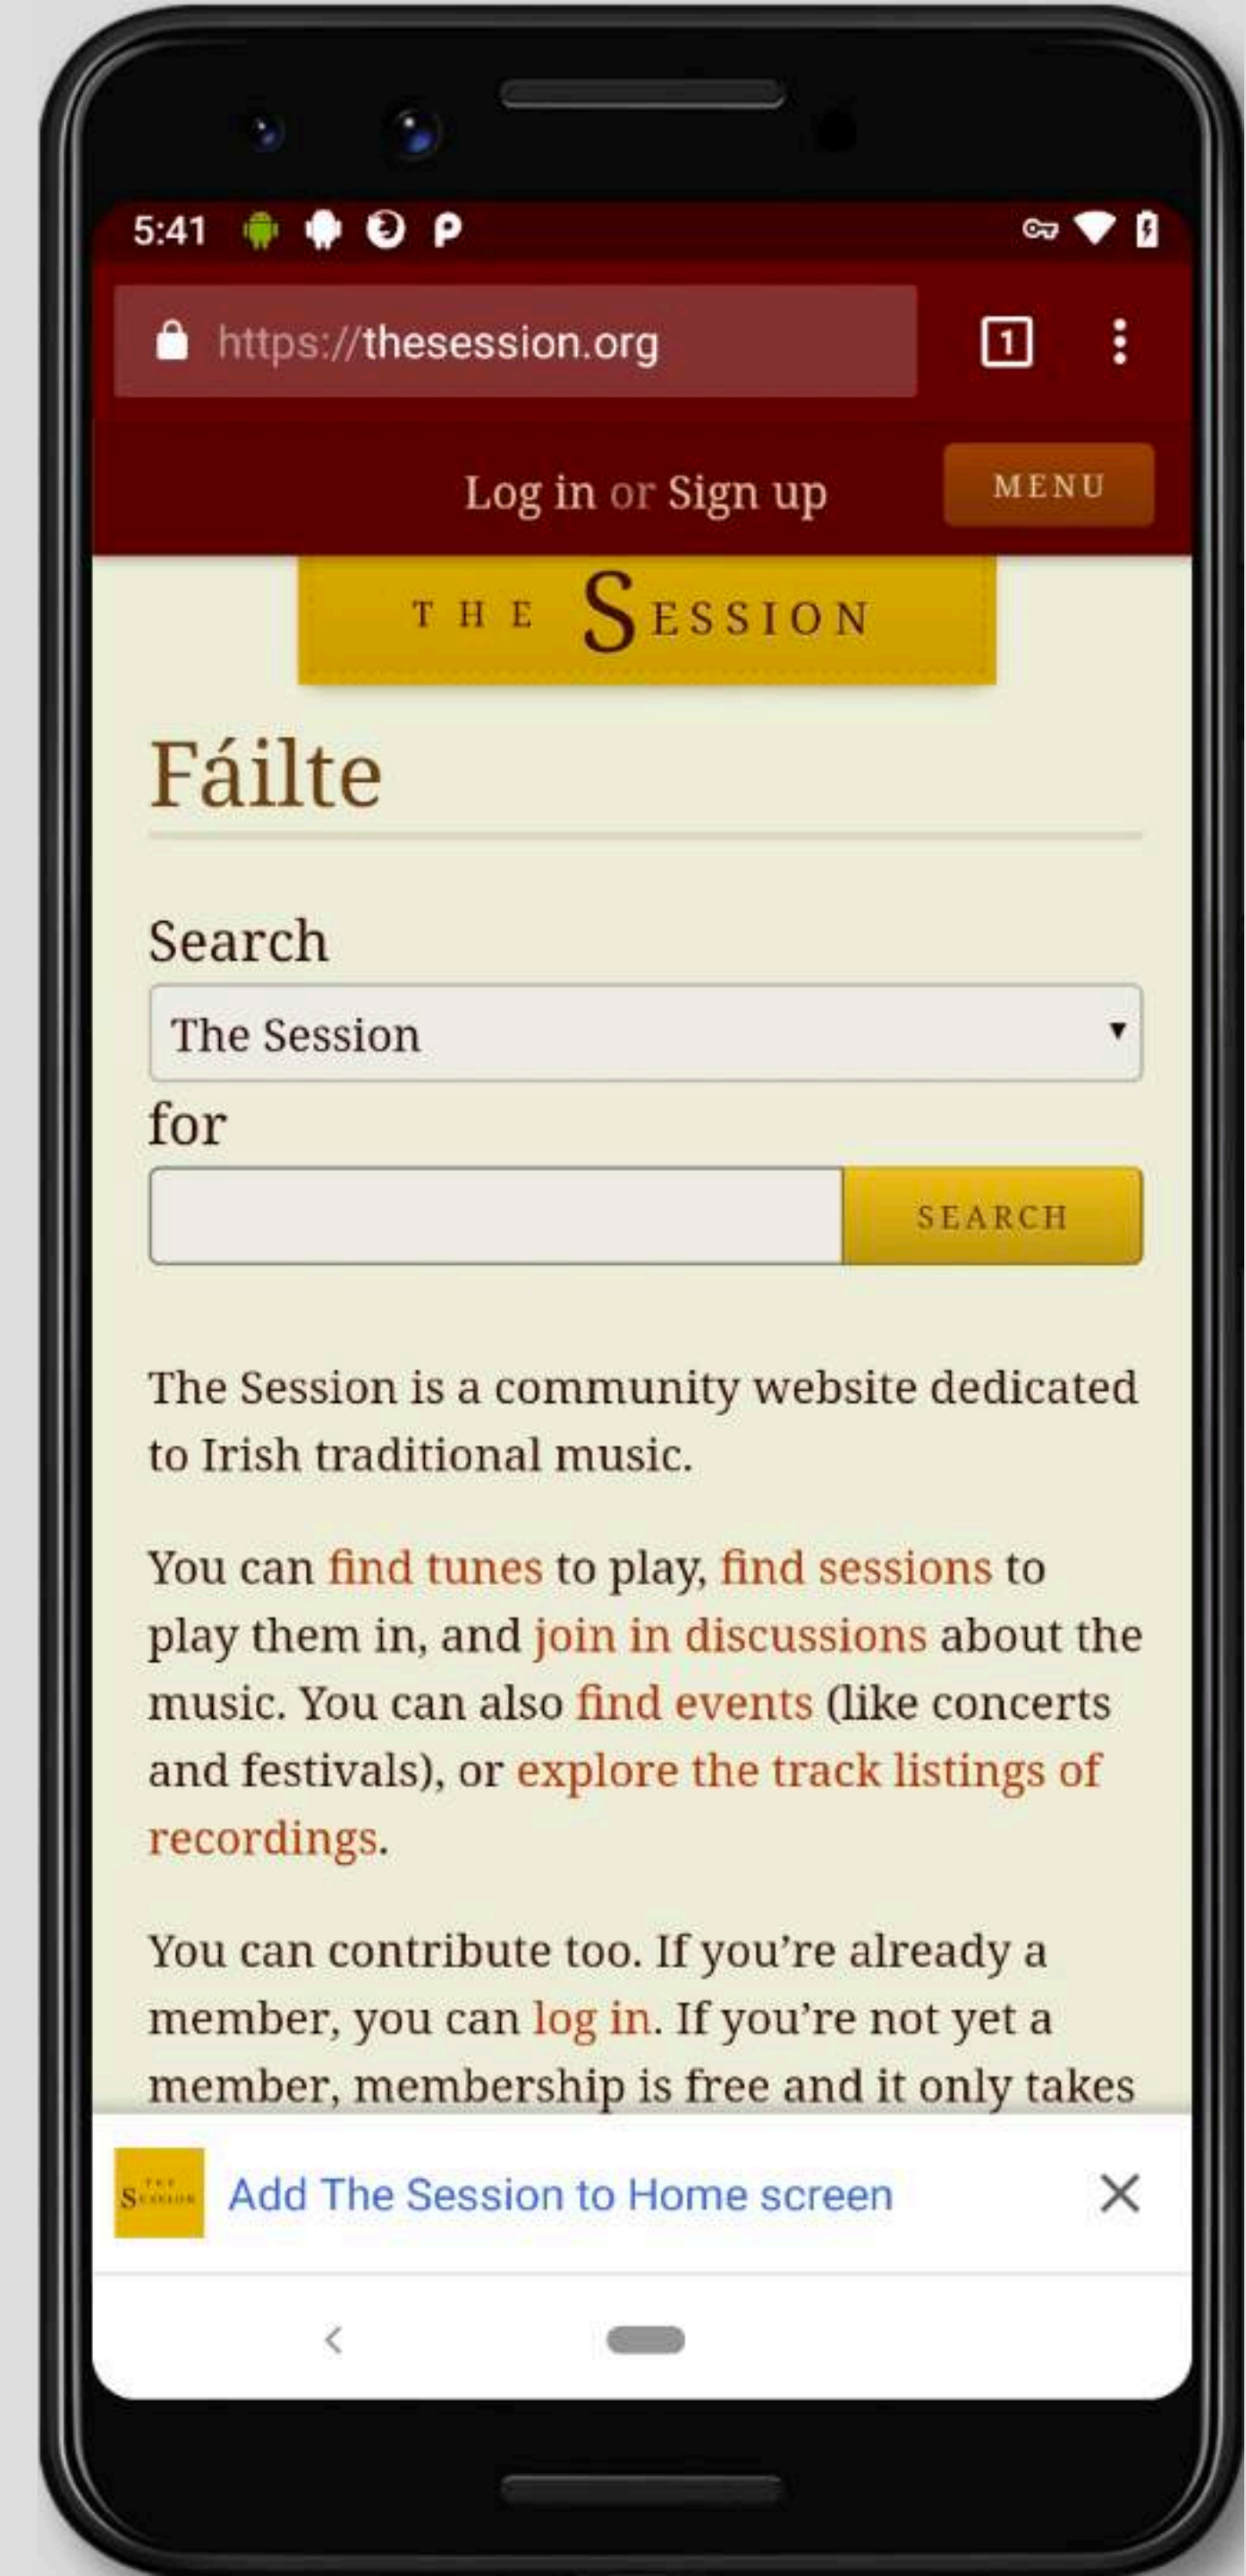 5:41
https://thesession.org
1
Log in or Sign up
MENU
THE SESSION
Fáilte
Search
The Session
for
SEARCH
The Session is a community website dedicated
to Irish traditional music.
You can find tunes to play, find sessions to
play them in, and join in discussions about the
music. You can also find events (like concerts
and festivals), or explore the track listings of
recordings.
You can contribute too. If you’re already a
member, you can log in. If you’re not yet a
member, membership is free and it only takes
THE
SESSION
Add The Session to Home screen